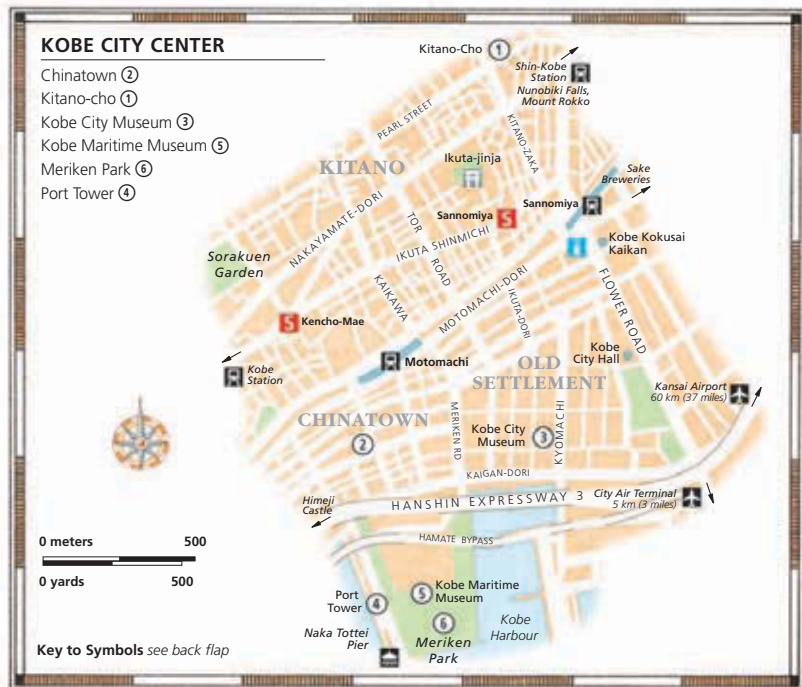 KOBE CITY CENTER
Chinatown ②
Kitano-cho ①
Kobe City Museum ③
Kobe Maritime Museum ⑤
Meriken Park ⑥
Port Tower ④
Kitano-Cho ①
Shin-Kobe
Station
Nunobiki Falls,
Mount Rokko
PEARL STREET
KITANO-ZAKA
KITANO
Ikuta-jinja
Sake
Breweries
NAKAYAMATE-DORI
TOR
ROAD
Sannomiya S
Sannomiya
IKUTA SHINMICHI
Kobe Kokusai
Kaikan
Sorakuen
Garden
KAIKAWA
MOTOMACHI-DORI
IKUTA-DORI
FLOWER ROAD
S Kencho-Mae
Kobe
Station
Motomachi
Kobe
City Hall
OLD
SETTLEMENT
Kansai Airport
60 km (37 miles)
CHINATOWN
②
MERIKEN RD
Kobe City
Museum ③
KYOMACHI
KAIGAN-DORI
Himeji
Castle
HANSHIN EXPRESSWAY 3
City Air Terminal
5 km (3 miles)
HAMATE BYPASS
0 meters 500
0 yards 500
Port
Tower ④
⑤ Kobe Maritime
Museum
⑥
Meriken
Park
Kobe
Harbour
Naka Tottei
Pier
Key to Symbols see back flap